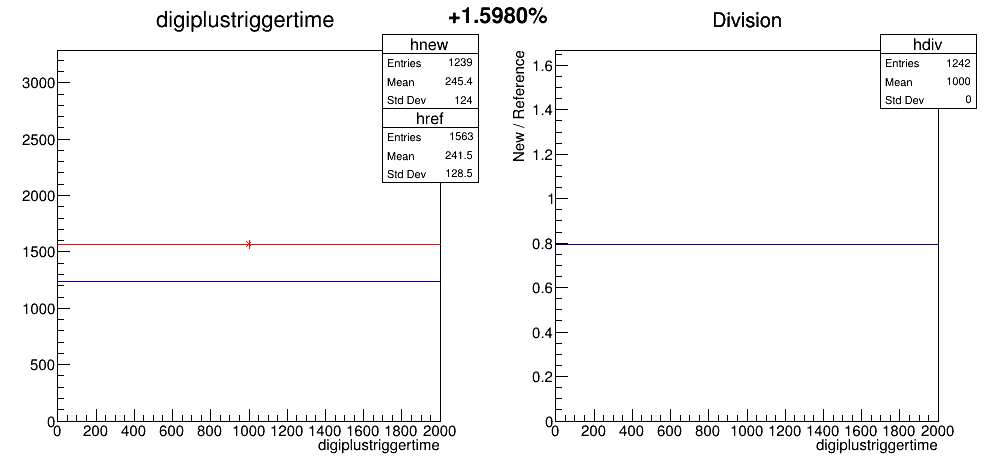 digiplustriggertime
+1.5980%
Division
hnew
Entries 1239
Mean 245.4
Std Dev 124
href
Entries 1563
Mean 241.5
Std Dev 128.5
3000
2500
2000
1500
1000
500
0
0 200 400 600 800 1000 1200 1400 1600 1800 2000
digiplustriggertime
hdiv
Entries 1242
Mean 1000
Std Dev 0
New / Reference
1.6
1.4
1.2
1
0.8
0.6
0.4
0.2
0
0 200 400 600 800 1000 1200 1400 1600 1800 2000
digiplustriggertime